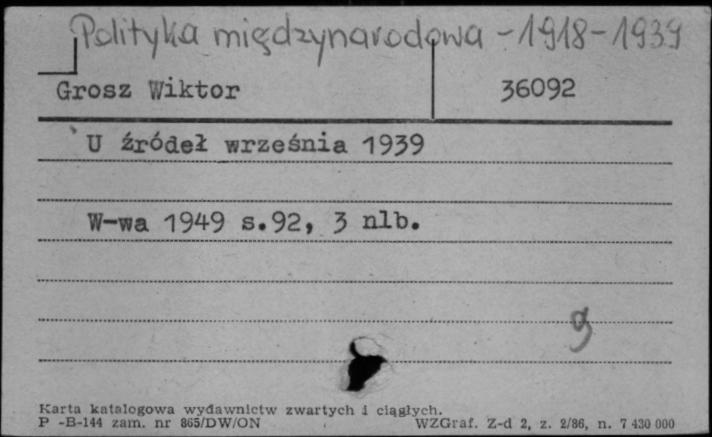 Polityka międzynarodowa - 1918 - 1939
Grosz Wiktor 36092
U źródeł września 1939
W-wa 1949 s.92, 3 nlb.
9
Karta katalogowa wydawnictw zwartych i ciągłych.
P -B-144 zam. nr 865/DW/ON WZGraf. Z-d 2, z. 2/86, n. 7 430 000